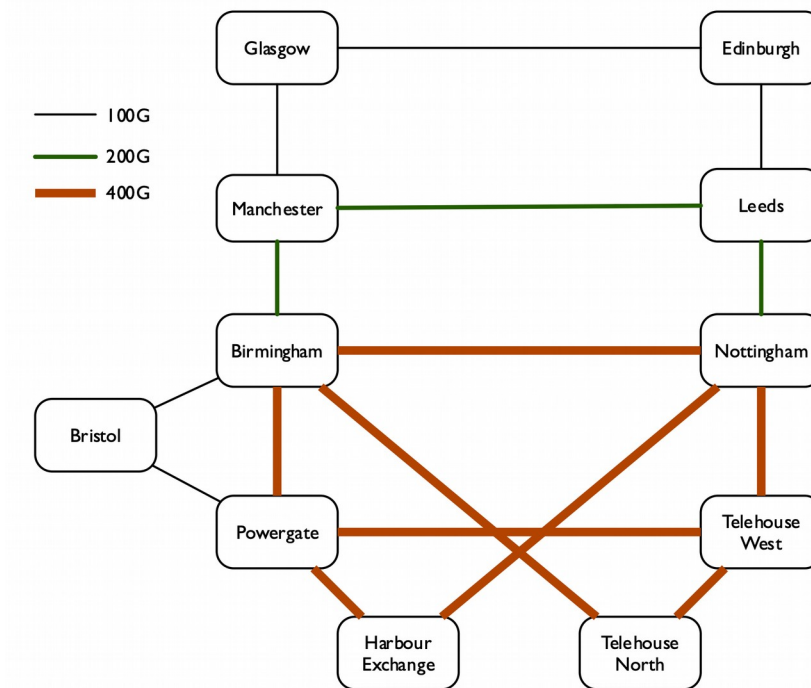 Glasgow
Edinburgh
100G
200G
400G
Manchester
Leeds
Birmingham
Nottingham
Bristol
Powergate
Telehouse
West
Harbour
Exchange
Telehouse
North